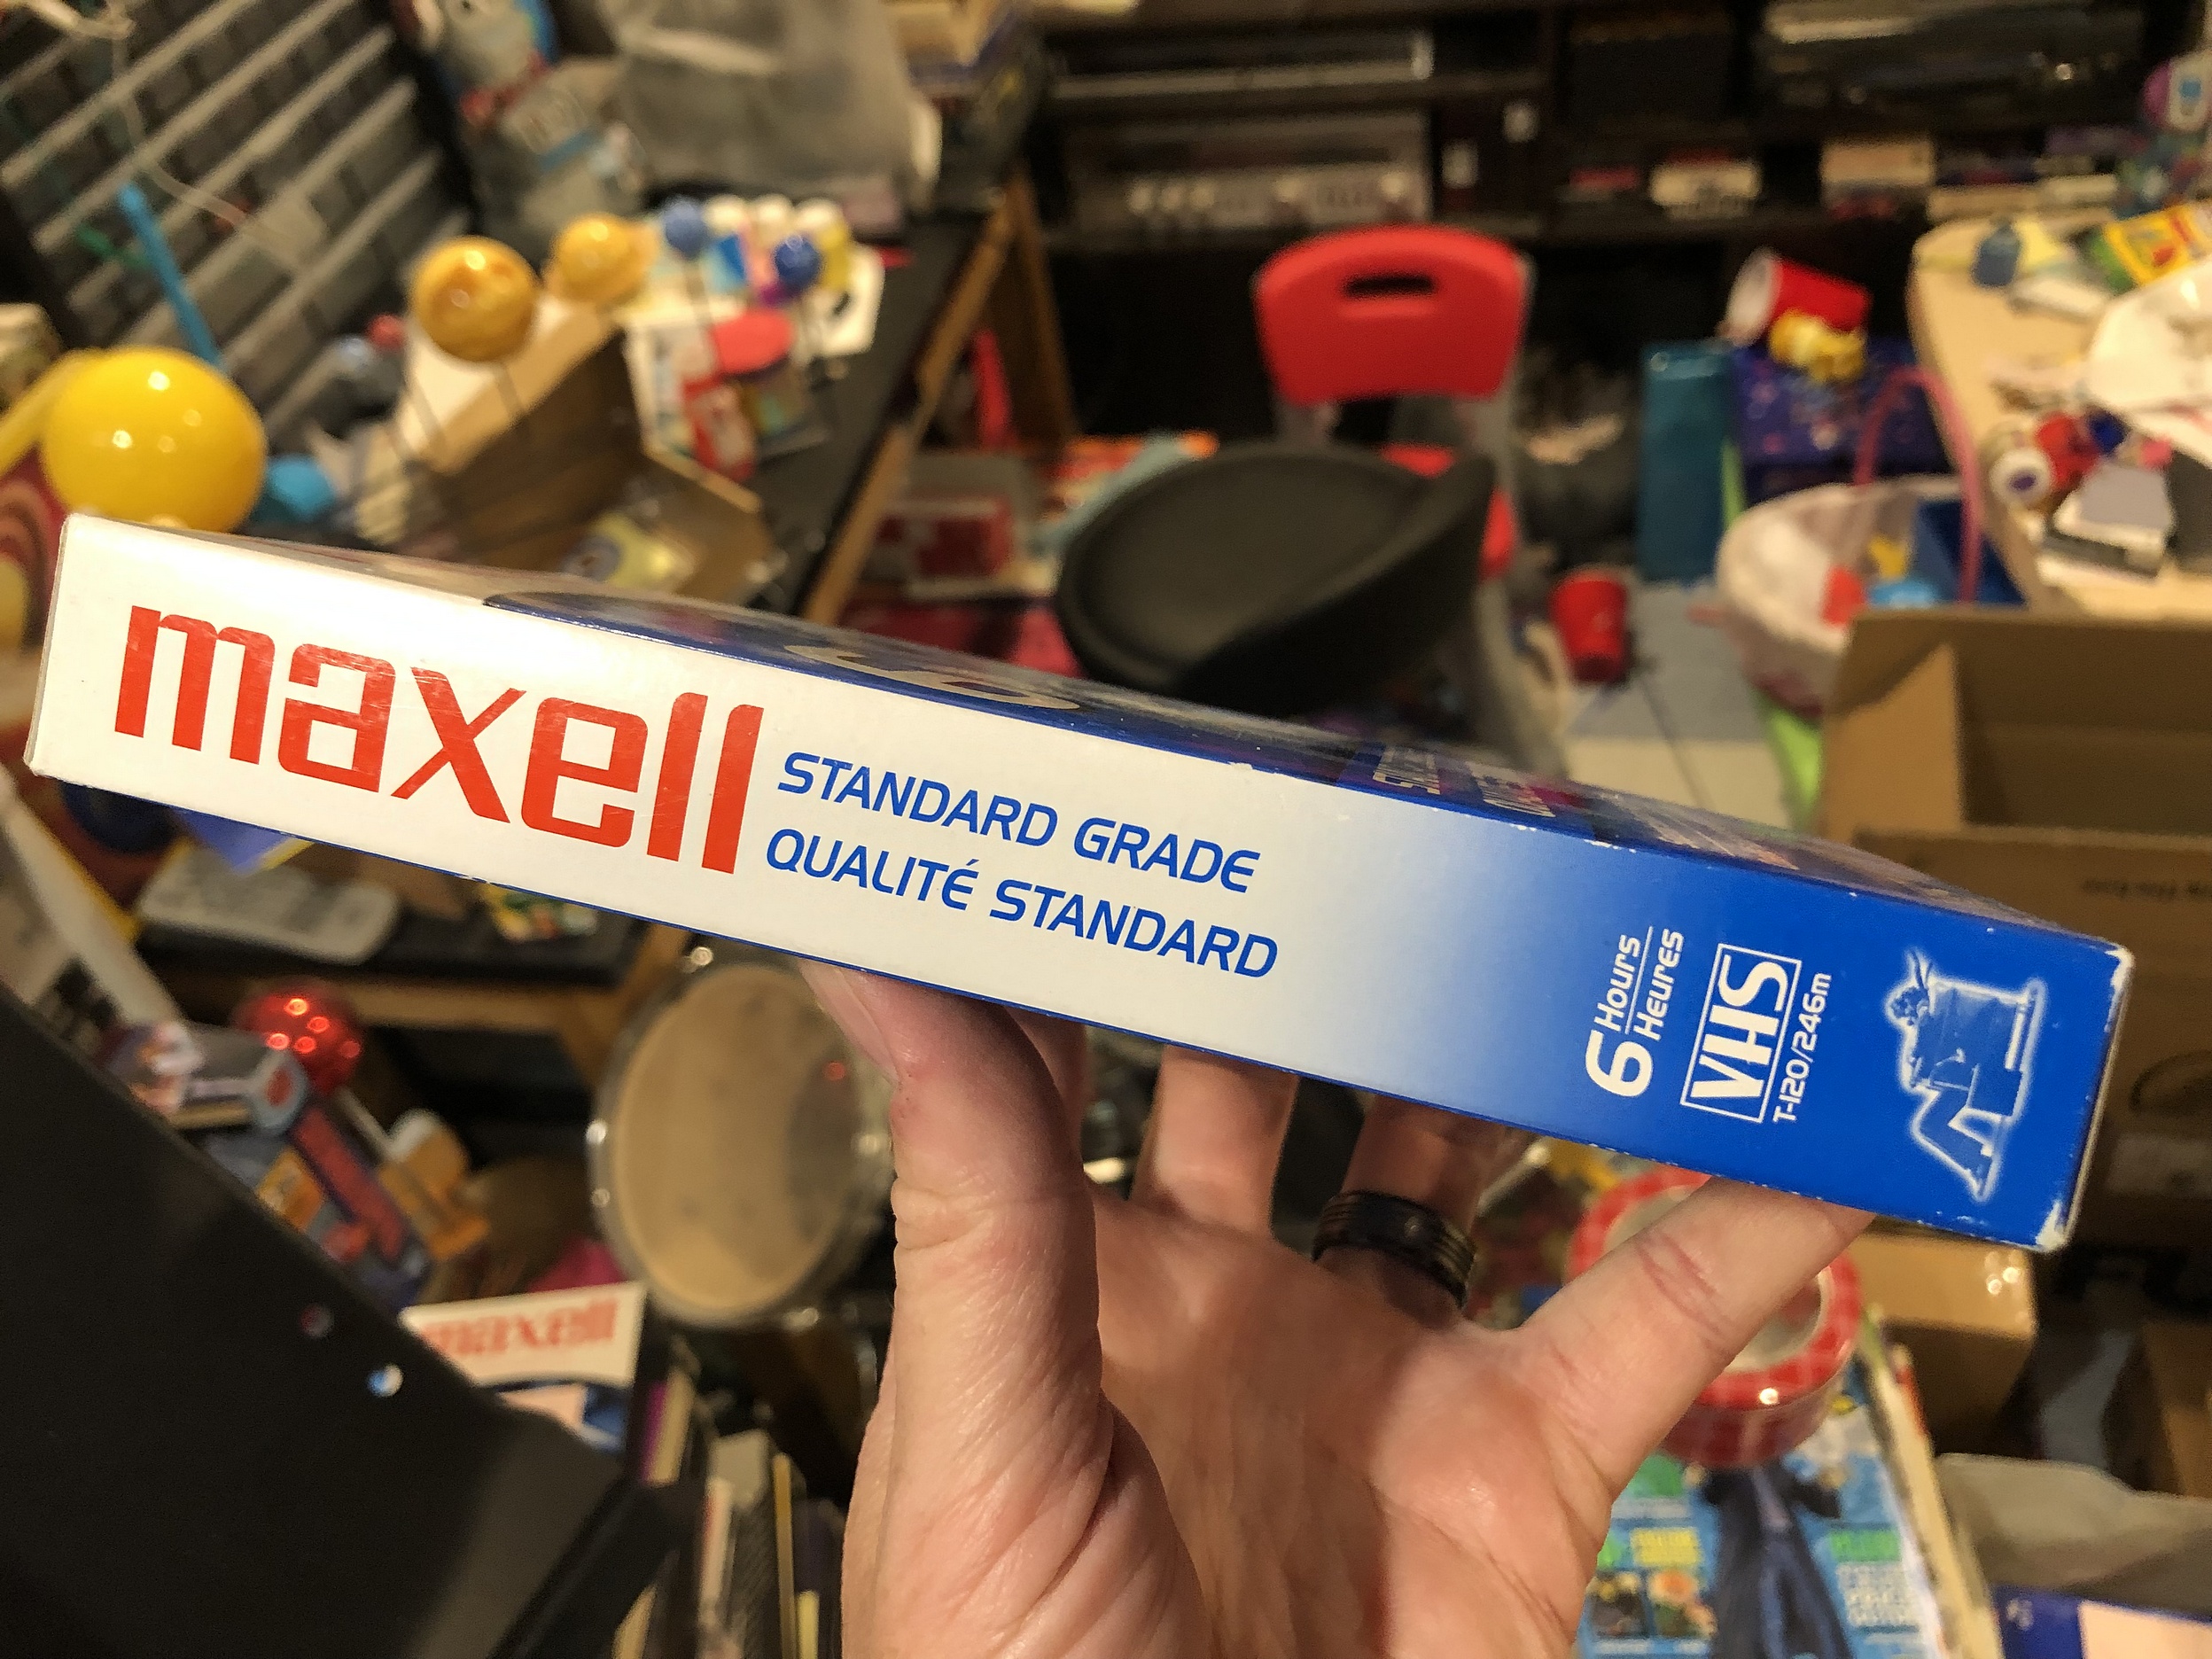 maxell
STANDARD GRADE
QUALITÉ STANDARD
6 Hours
Heures
VHS
T-120/246m
maxell